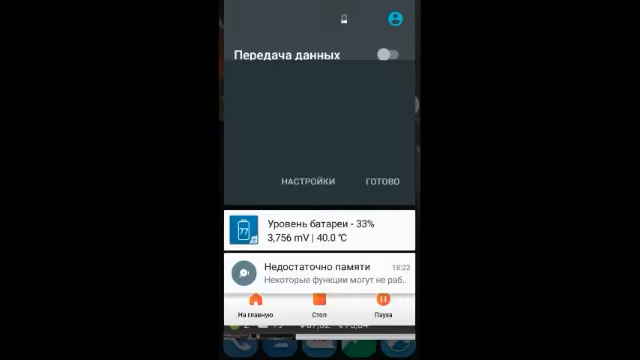 Передача данных
НАСТРОЙКИ ГОТОВО
77
Уровень батареи - 33%
3,756 mV | 40.0 ℃
Недостаточно памяти 18:22
Некоторые функции могут не раб..
На главную Стоп Пауза